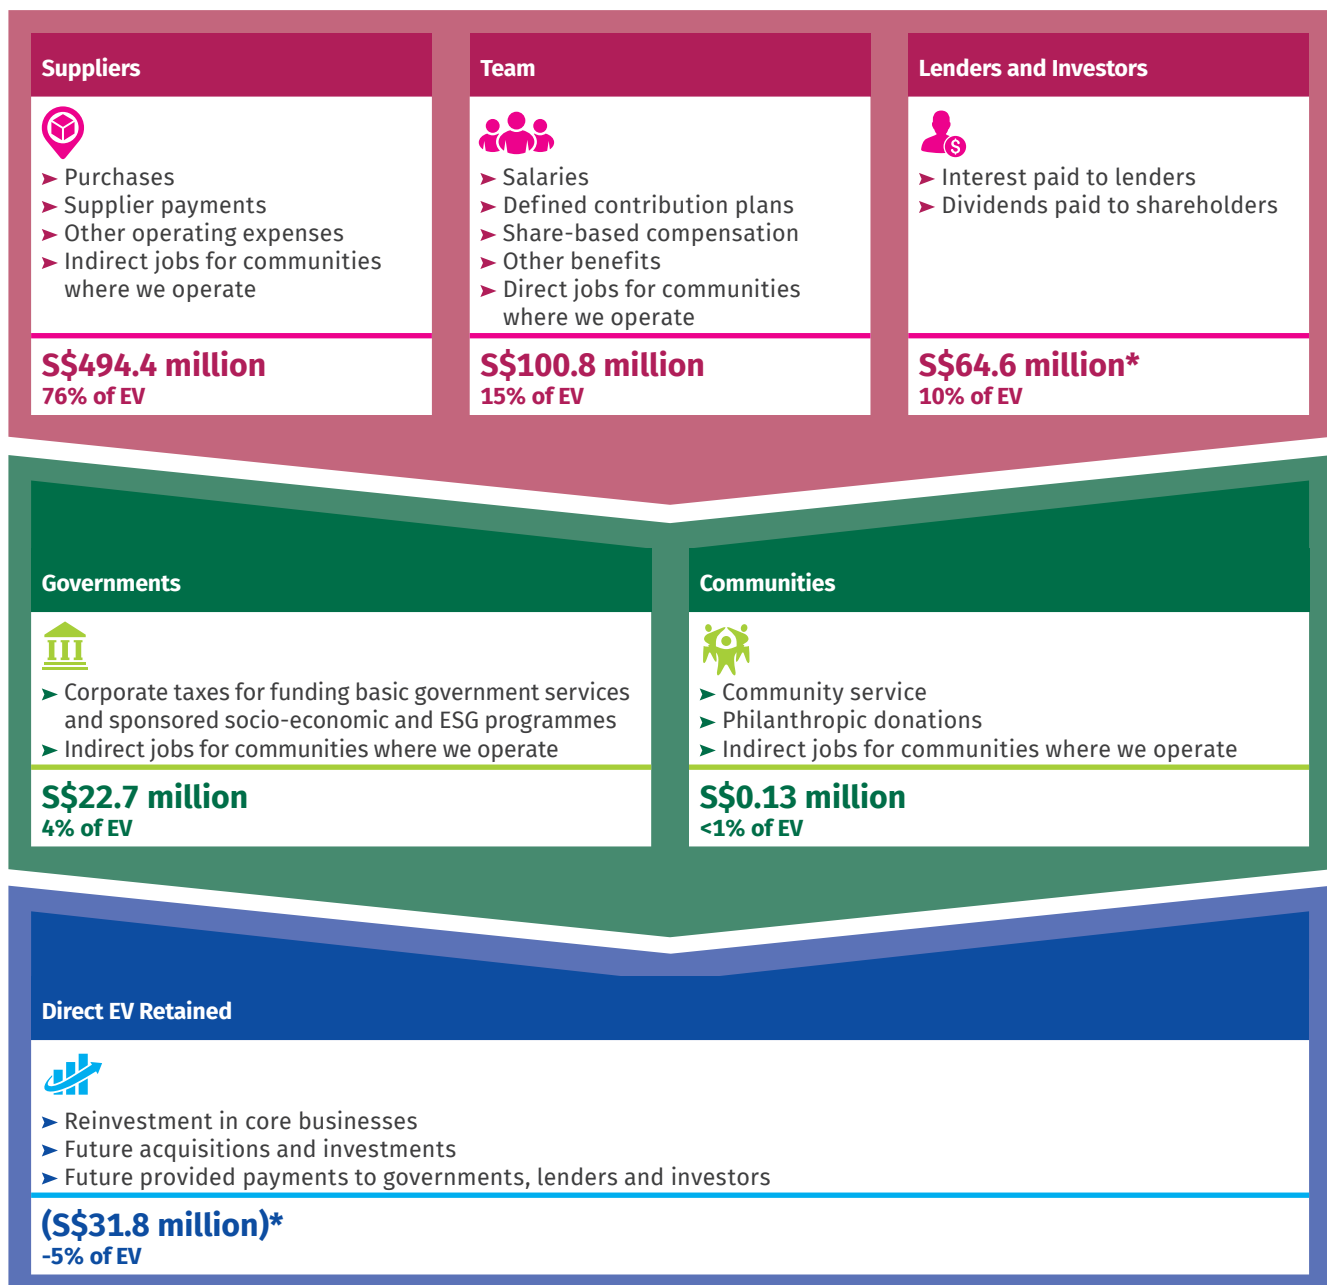 Suppliers
➤ Purchases
➤ Supplier payments
➤ Other operating expenses
➤ Indirect jobs for communities
where we operate
S$494.4 million
76% of EV
Team
➤ Salaries
➤ Defined contribution plans
➤ Share-based compensation
➤ Other benefits
➤ Direct jobs for communities
where we operate
S$100.8 million
15% of EV
Lenders and Investors
$
➤ Interest paid to lenders
➤ Dividends paid to shareholders
S$64.6 million*
10% of EV
Governments
➤ Corporate taxes for funding basic government services
and sponsored socio-economic and ESG programmes
➤ Indirect jobs for communities where we operate
S$22.7 million
4% of EV
Communities
➤ Community service
➤ Philanthropic donations
➤ Indirect jobs for communities where we operate
S$0.13 million
<1% of EV
Direct EV Retained
➤ Reinvestment in core businesses
➤ Future acquisitions and investments
➤ Future provided payments to governments, lenders and investors
(S$31.8 million)*
-5% of EV